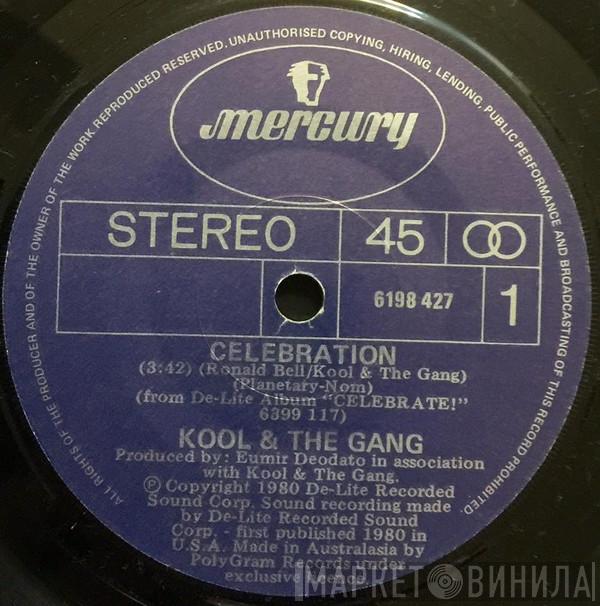 ALL RIGHTS OF THE PRODUCER AND OF THE OWNER OF THE WORK REPRODUCED RESERVED. UNAUTHORISED COPYING, HIRING, LENDING, PUBLIC PERFORMANCE AND BROADCASTING OF THIS RECORD PROHIBITED.
mercury
STEREO 45
6198 427 1
CELEBRATION
(3:42) (Ronald Bell/Kool & The Gang)
(Planetary-Nom)
(from De-Lite Album "CELEBRATE!"
6399 117)
KOOL & THE GANG
Produced by: Eumir Deodato in association
with Kool & The Gang.
Ⓟ Copyright 1980 De-Lite Recorded
Sound Corp. Sound recording made
by De-Lite Recorded Sound
Corp. - first published 1980 in
U.S.A. Made in Australasia by
PolyGram Records under
exclusive licence.
МАРКЕТ ВИНИЛА